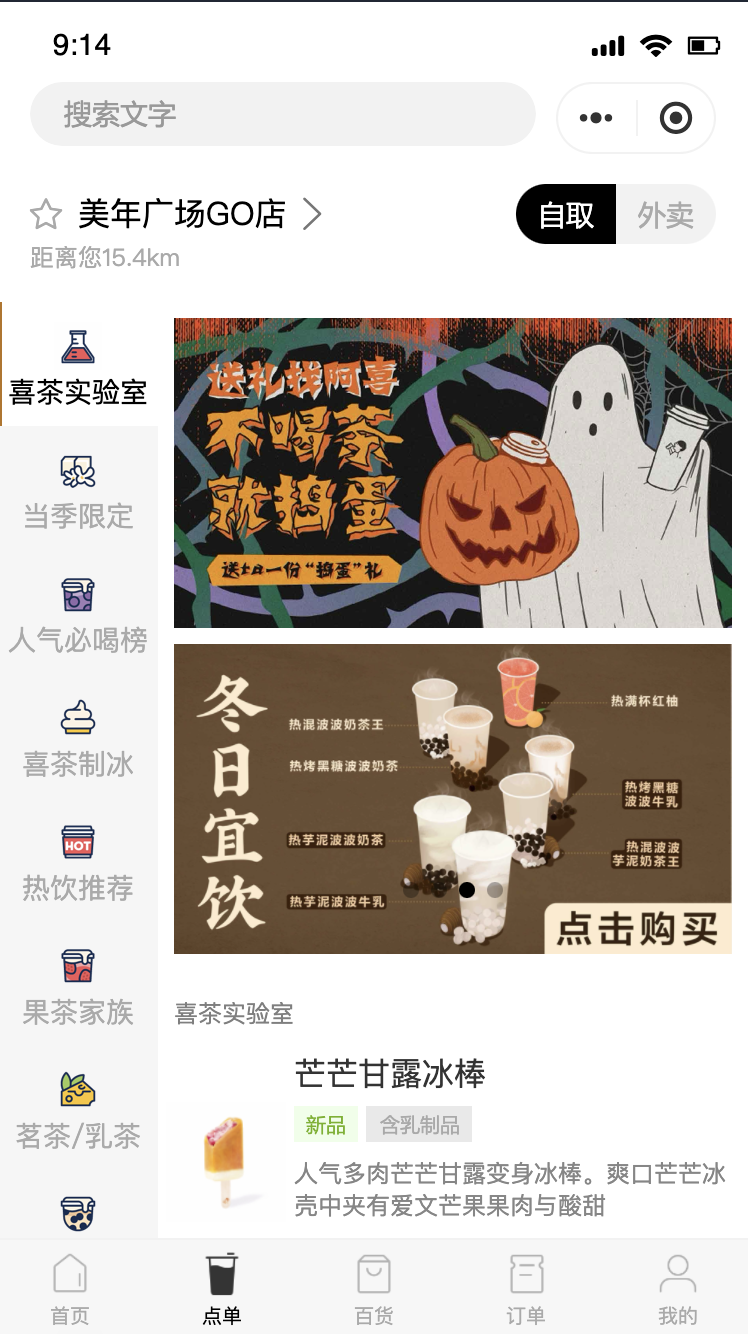 9:14
搜索文字
美年广场GO店
自取
外卖
距离您15.4km
喜茶实验室
当季限定
人气必喝榜
喜茶制冰
HOT
热饮推荐
果茶家族
茗茶/乳茶
送礼找阿喜
不喝茶
就捣蛋
送TA一份“捣蛋”礼
冬日宜饮
热满杯红柚
热混波波奶茶王
热烤黑糖波波奶茶
热烤黑糖
波波牛乳
热芋泥波波奶茶
热混波波
芋泥奶茶王
热芋泥波波牛乳
点击购买
喜茶实验室
芒芒甘露冰棒
新品
含乳制品
人气多肉芒芒甘露变身冰棒。爽口芒芒冰
壳中夹有爱文芒果果肉与酸甜
首页
点单
百货
订单
我的